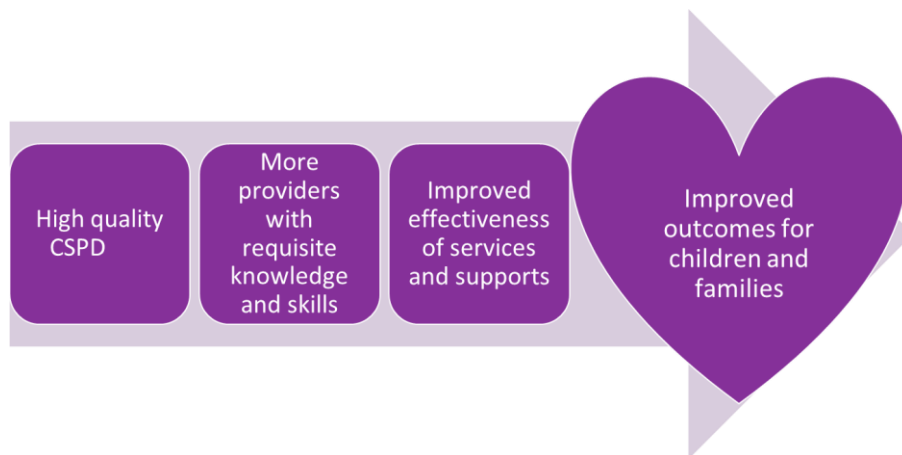 High quality
CSPD
More
providers
with
requisite
knowledge
and skills
Improved
effectiveness
of services
and supports
Improved
outcomes for
children and
families